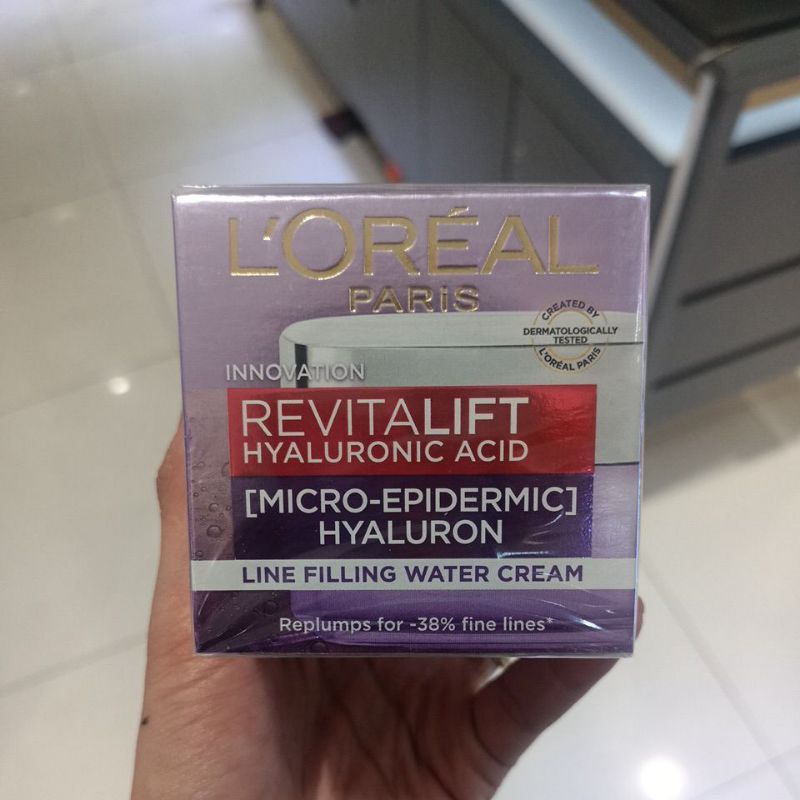 L'ORÉAL
PARiS
CREATED BY
DERMATOLOGICALLY
TESTED
L'ORÉAL PARIS
INNOVATION
REVITALIFT
HYALURONIC ACID
[MICRO-EPIDERMIC]
HYALURON
LINE FILLING WATER CREAM
Replumps for -38% fine lines*